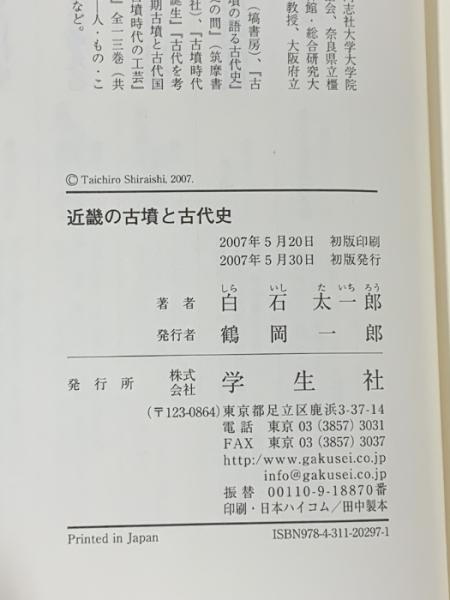 志社大学大学院
会、奈良県立橿
館・総合研究大
教授、大阪府立
（塙書房）、『古
墳の語る古代史』
の間』（筑摩書
社）、『古墳時代
誕生』『古代を考
期古墳と古代国
古墳時代の工芸』
』全一三巻（共
―人・もの・こ
など。
© Taichiro Shiraishi, 2007.
近畿の古墳と古代史
2007年5月20日 初版印刷
2007年5月30日 初版発行
しら いし た いち ろう
著者 白石太一郎
発行者 鶴岡一郎
発行所 株式会社 学生社
(〒123-0864)東京都足立区鹿浜3-37-14
電話 東京 03 (3857) 3031
FAX 東京 03 (3857) 3037
http:/www.gakusei.co.jp
info@gakusei.co.jp
振替 00110-9-18870番
印刷・日本ハイコム/田中製本
Printed in Japan
ISBN978-4-311-20297-1